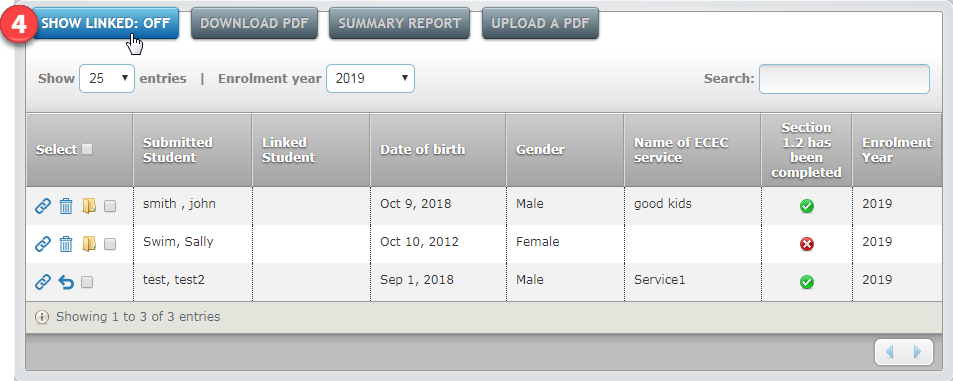 4 SHOW LINKED: OFF DOWNLOAD PDF SUMMARY REPORT UPLOAD A PDF
Show 25 entries | Enrolment year 2019 Search:
Select Submitted Student Linked Student Date of birth Gender Name of ECEC service Section 1.2 has been completed Enrolment Year
smith , john Oct 9, 2018 Male good kids 2019
Swim, Sally Oct 10, 2012 Female 2019
test, test2 Sep 1, 2018 Male Service1 2019
Showing 1 to 3 of 3 entries